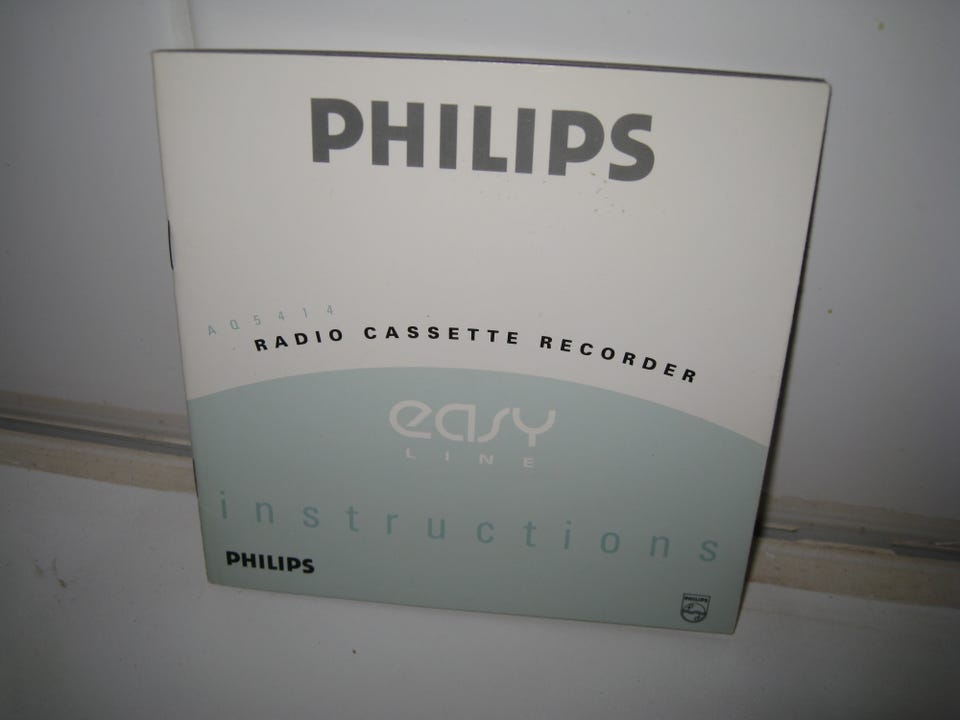 PHILIPS
AQ5414
RADIO CASSETTE RECORDER
easy
LINE
instructions
PHILIPS
PHILIPS